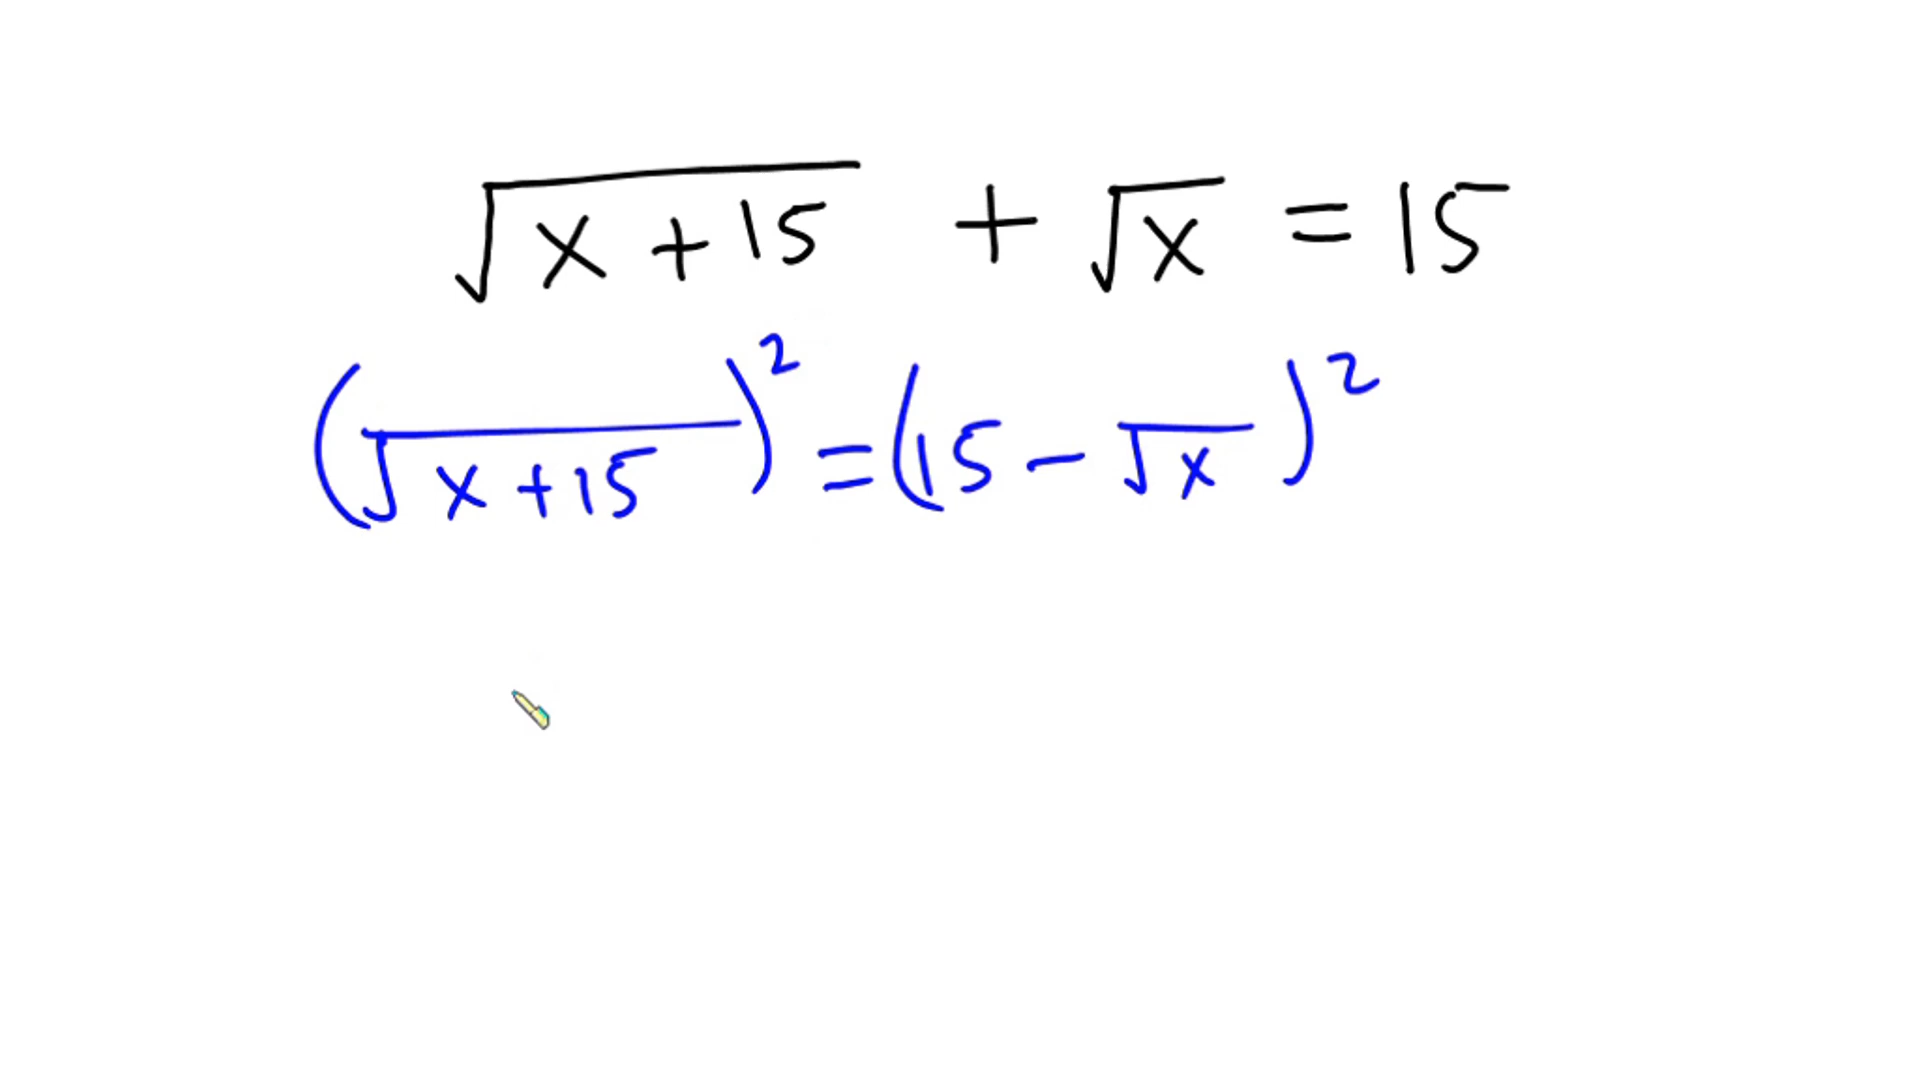 √(x + 15) + √x = 15
(√(x + 15))² = (15 - √x)²